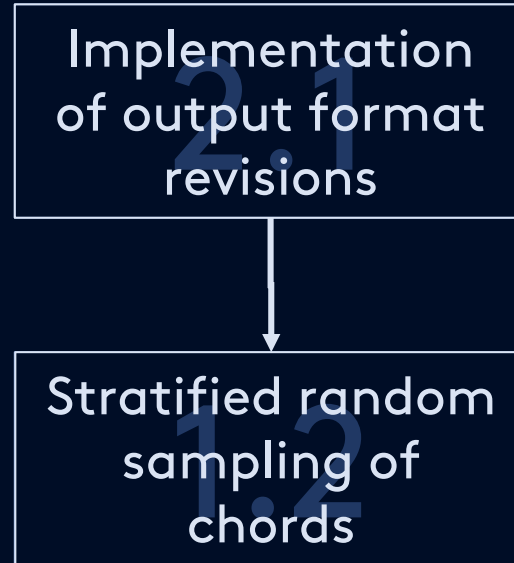 2.1
Implementation
of output format
revisions
1.2
Stratified random
sampling of
chords